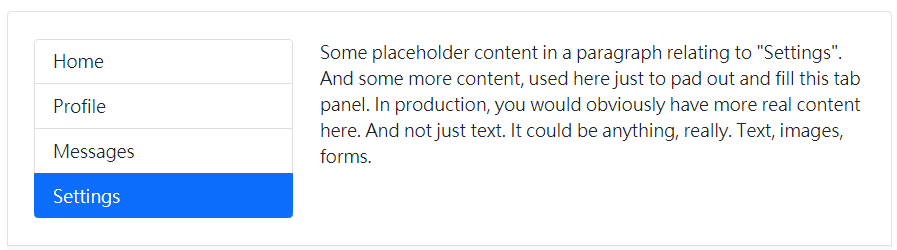 Home
Profile
Messages
Settings
Some placeholder content in a paragraph relating to "Settings".
And some more content, used here just to pad out and fill this tab
panel. In production, you would obviously have more real content
here. And not just text. It could be anything, really. Text, images,
forms.